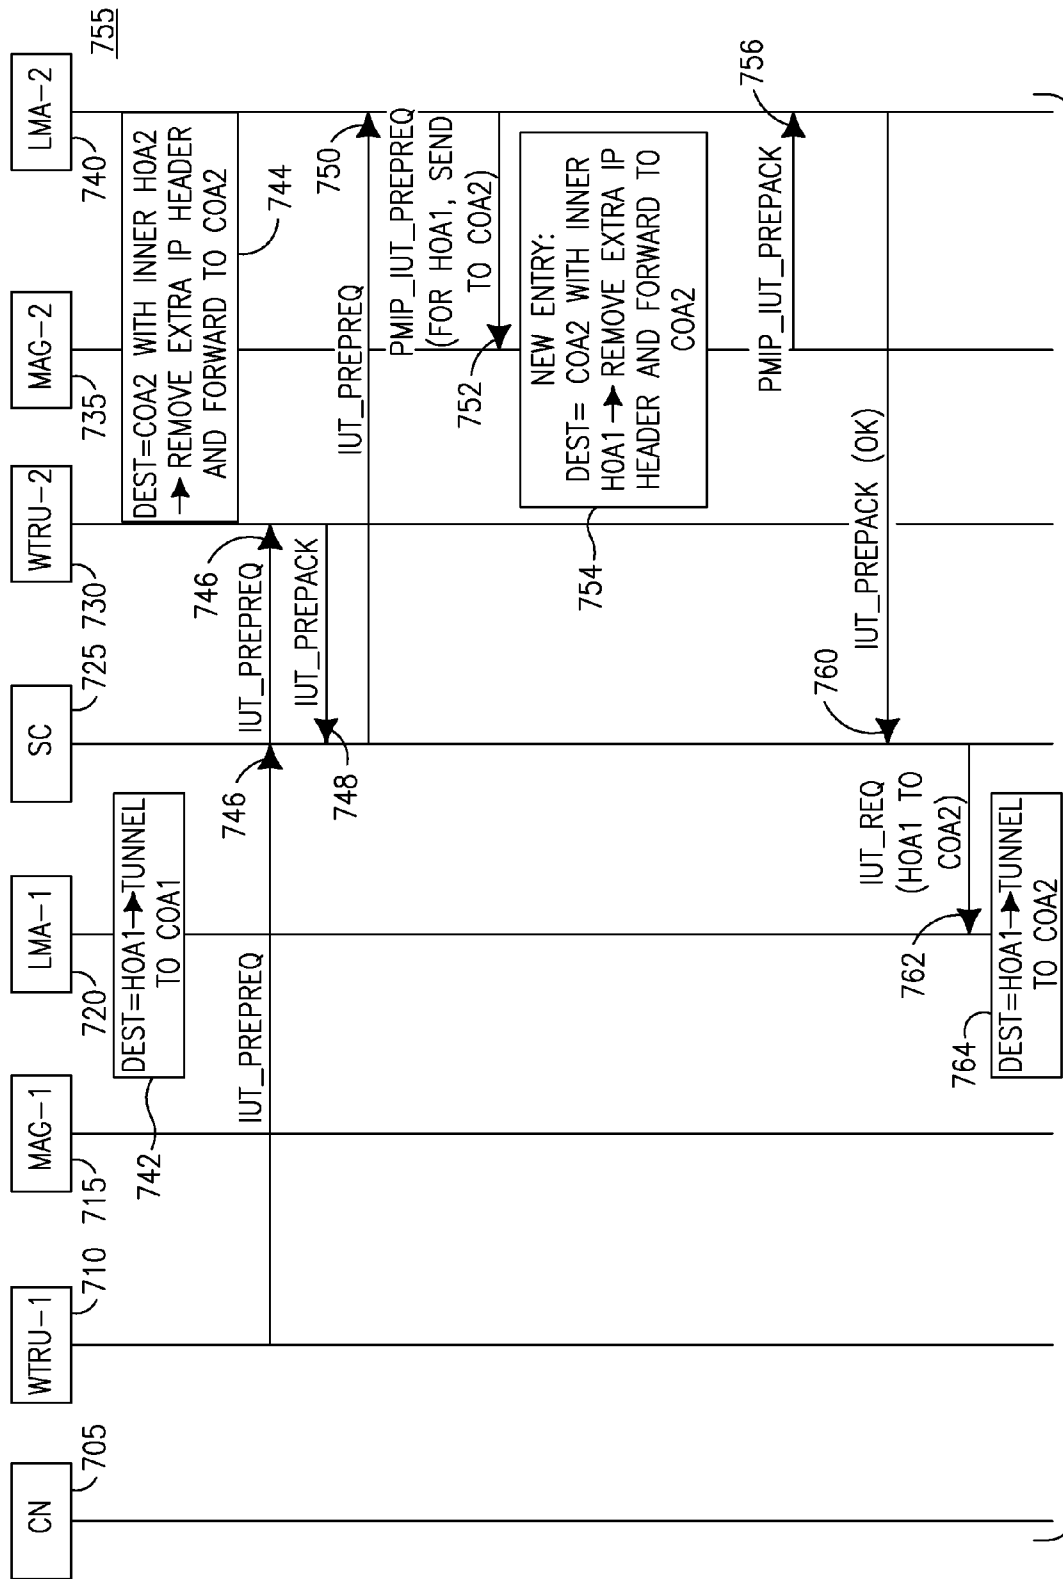 CN
705
WTRU-1
710
MAG-1
715
LMA-1
720
SC
725
WTRU-2
730
MAG-2
735
LMA-2
740
755
DEST=HOA1→TUNNEL
TO COA1
742
DEST=COA2 WITH INNER HOA2
→ REMOVE EXTRA IP HEADER
AND FORWARD TO COA2
744
IUT_PREPREQ
746
IUT_PREPREQ
746
IUT_PREPACK
748
IUT_PREPREQ
750
PMIP_IUT_PREPREQ
(FOR HOA1, SEND
TO COA2)
752
NEW ENTRY:
DEST= COA2 WITH INNER
HOA1→ REMOVE EXTRA IP
HEADER AND FORWARD TO
COA2
754
PMIP_IUT_PREPACK
756
IUT_PREPACK (OK)
760
IUT_REQ
(HOA1 TO
COA2)
762
DEST=HOA1→TUNNEL
TO COA2
764